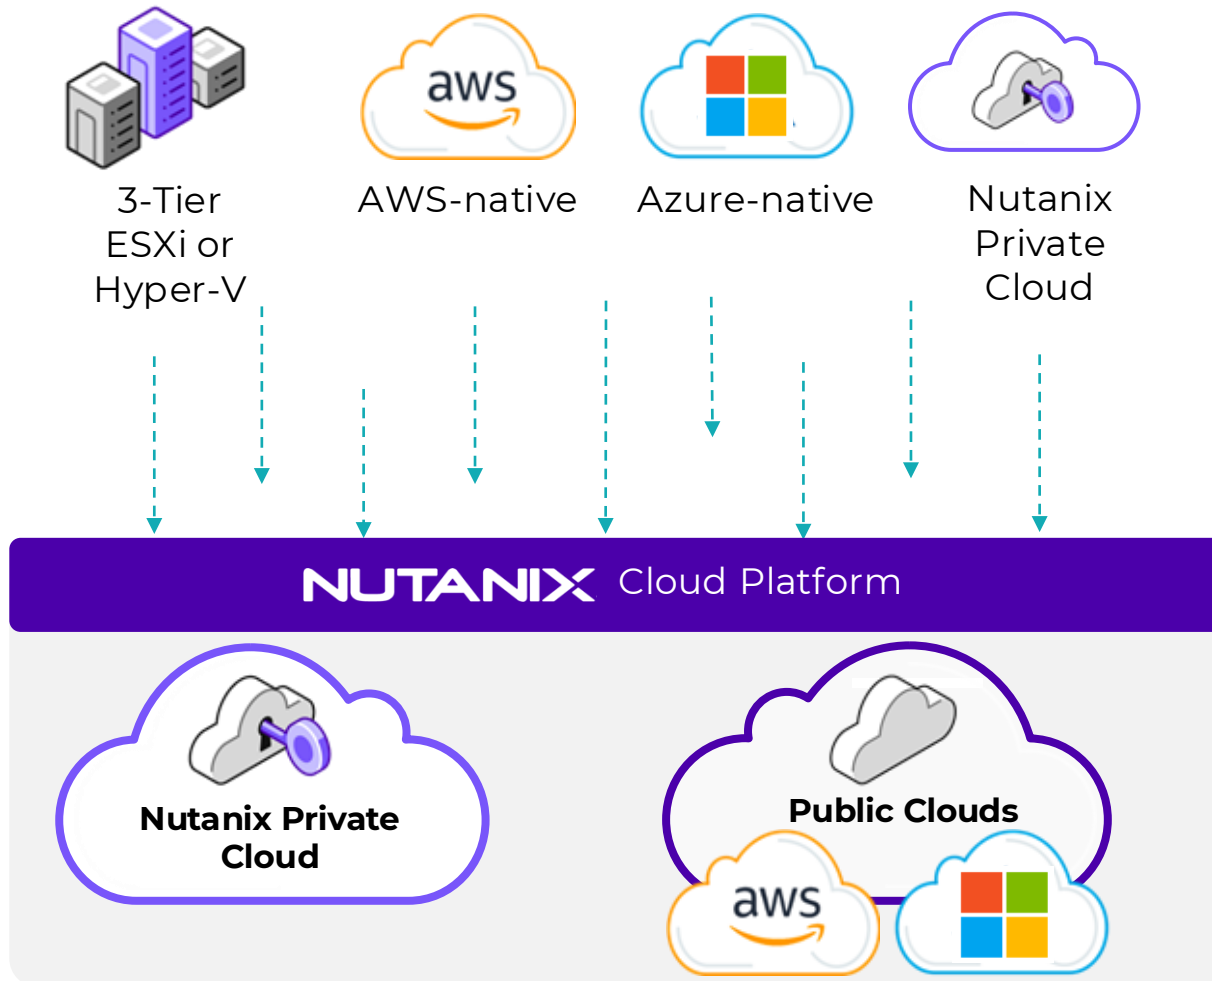 aws
3-Tier
ESXi or
Hyper-V
AWS-native
Azure-native
Nutanix
Private
Cloud
NUTANIX Cloud Platform
Nutanix Private
Cloud
Public Clouds
aws